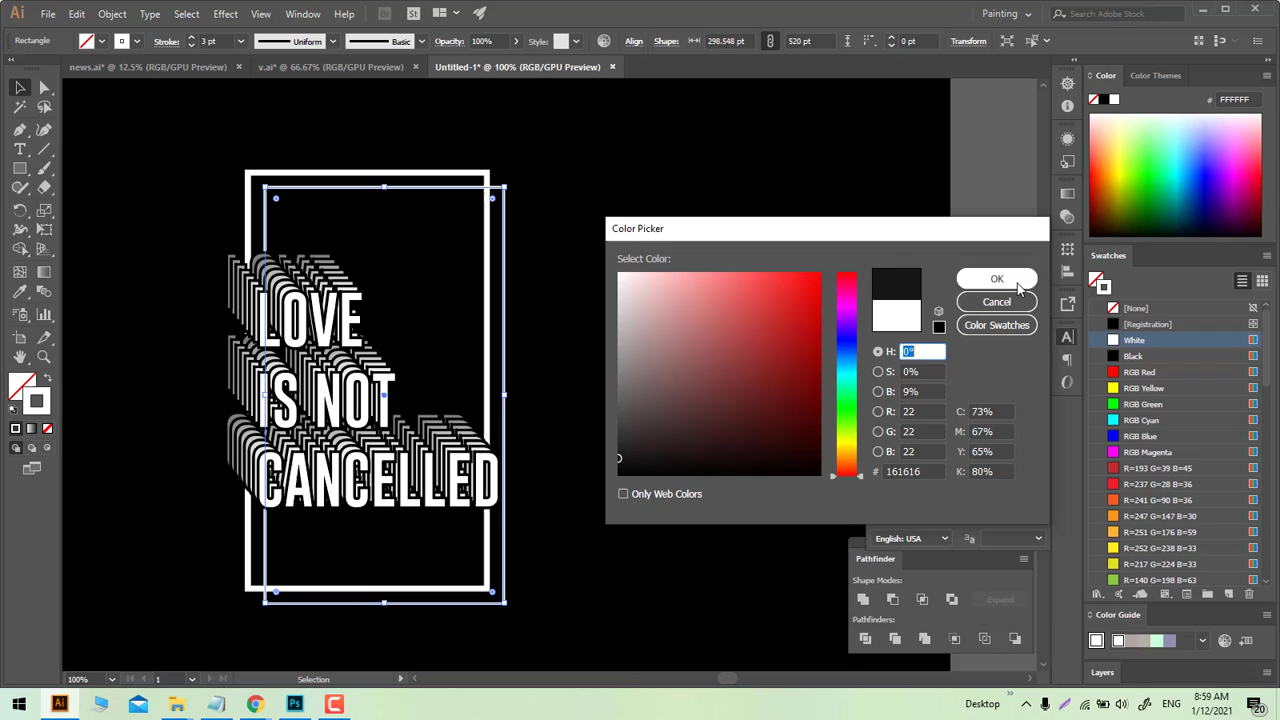 Ai File Edit Object Type Select Effect View Window Help Br St Painting Search Adobe Stock
Rectangle Stroke: 3 pt Uniform Basic Opacity: 100% Style: Align Shape: 298.548 pt 520 pt 0 pt Transform
news.ai* @ 12.5% (RGB/GPU Preview) × v.ai* @ 66.67% (RGB/GPU Preview) × Untitled-1* @ 100% (RGB/GPU Preview) ×
Color Color Themes
# FFFFFF
LOVE
IS NOT
CANCELLED
Color Picker
Select Color:
OK
Cancel
Color Swatches
H: 0°
S: 0%
B: 9%
R: 22 C: 73%
G: 22 M: 67%
B: 22 Y: 65%
# 161616 K: 80%
Only Web Colors
Swatches
[None]
[Registration]
White
Black
RGB Red
RGB Yellow
RGB Green
RGB Cyan
RGB Blue
RGB Magenta
R=193 G=39 B=45
R=237 G=28 B=36
R=241 G=90 B=36
R=247 G=147 B=30
R=251 G=176 B=59
R=252 G=238 B=33
R=217 G=224 B=33
R=140 G=198 B=63
English: USA
Pathfinder
Shape Modes:
Expand
Pathfinders:
Color Guide
Layers
100% 1 Selection
Ai Ps Desktop ENG 8:59 AM
1/12/2021 20